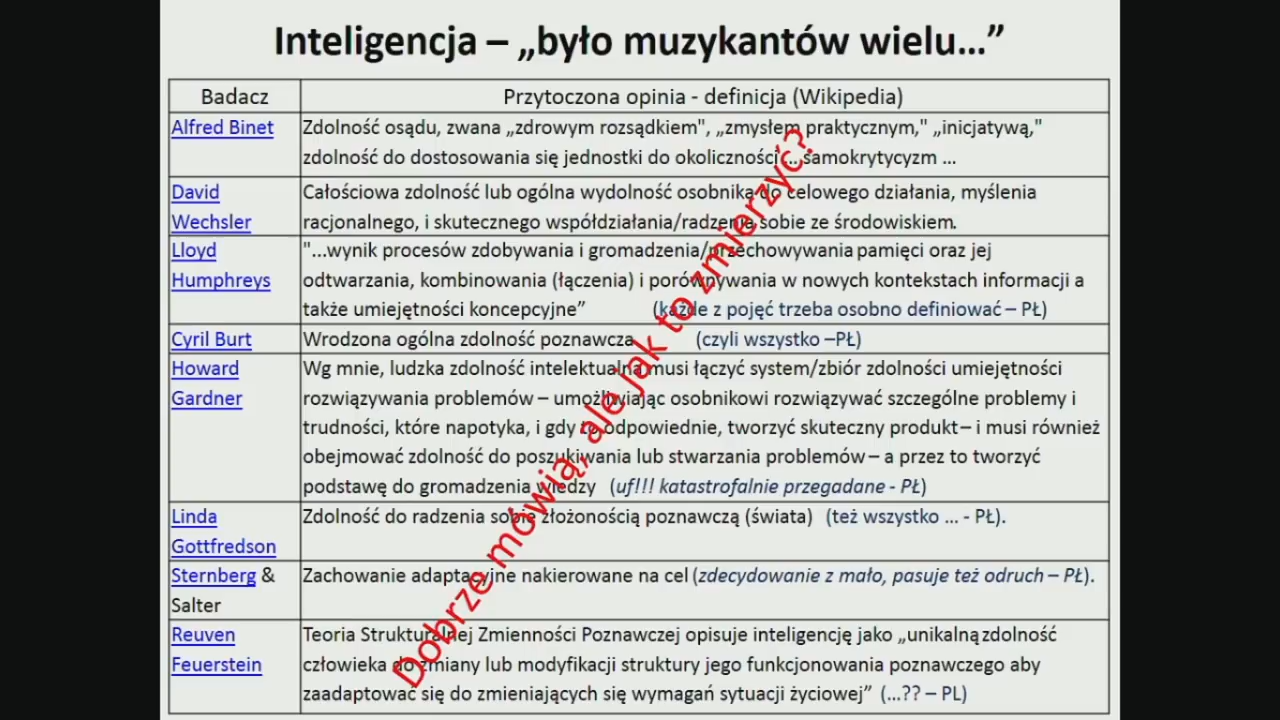 Inteligencja – „było muzykantów wielu…”
Badacz
Przytoczona opinia - definicja (Wikipedia)
Alfred Binet
Zdolność osądu, zwana „zdrowym rozsądkiem", „zmysłem praktycznym," „inicjatywą,"
zdolność do dostosowania się jednostki do okoliczności … samokrytycyzm …
David
Wechsler
Całościowa zdolność lub ogólna wydolność osobnika do celowego działania, myślenia
racjonalnego, i skutecznego współdziałania/radzenia sobie ze środowiskiem.
Lloyd
Humphreys
"...wynik procesów zdobywania i gromadzenia/przechowywania pamięci oraz jej
odtwarzania, kombinowania (łączenia) i porównywania w nowych kontekstach informacji a
także umiejętności koncepcyjne” (każde z pojęć trzeba osobno definiować – PŁ)
Cyril Burt
Wrodzona ogólna zdolność poznawcza (czyli wszystko –PŁ)
Howard
Gardner
Wg mnie, ludzka zdolność intelektualna musi łączyć system/zbiór zdolności umiejętności
rozwiązywania problemów – umożliwiając osobnikowi rozwiązywać szczególne problemy i
trudności, które napotyka, i gdy to odpowiednie, tworzyć skuteczny produkt – i musi również
obejmować zdolność do poszukiwania lub stwarzania problemów – a przez to tworzyć
podstawę do gromadzenia wiedzy (uf!!! katastrofalnie przegadane - PŁ)
Linda
Gottfredson
Zdolność do radzenia sobie złożonością poznawczą (świata) (też wszystko ... - PŁ).
Sternberg &
Salter
Zachowanie adaptacyjne nakierowane na cel (zdecydowanie z mało, pasuje też odruch – PŁ).
Reuven
Feuerstein
Teoria Strukturalnej Zmienności Poznawczej opisuje inteligencję jako „unikalną zdolność
człowieka do zmiany lub modyfikacji struktury jego funkcjonowania poznawczego aby
zaadaptować się do zmieniających się wymagań sytuacji życiowej” (…?? – PL)
Dobrze mówią, ale jak to zmierzyć?